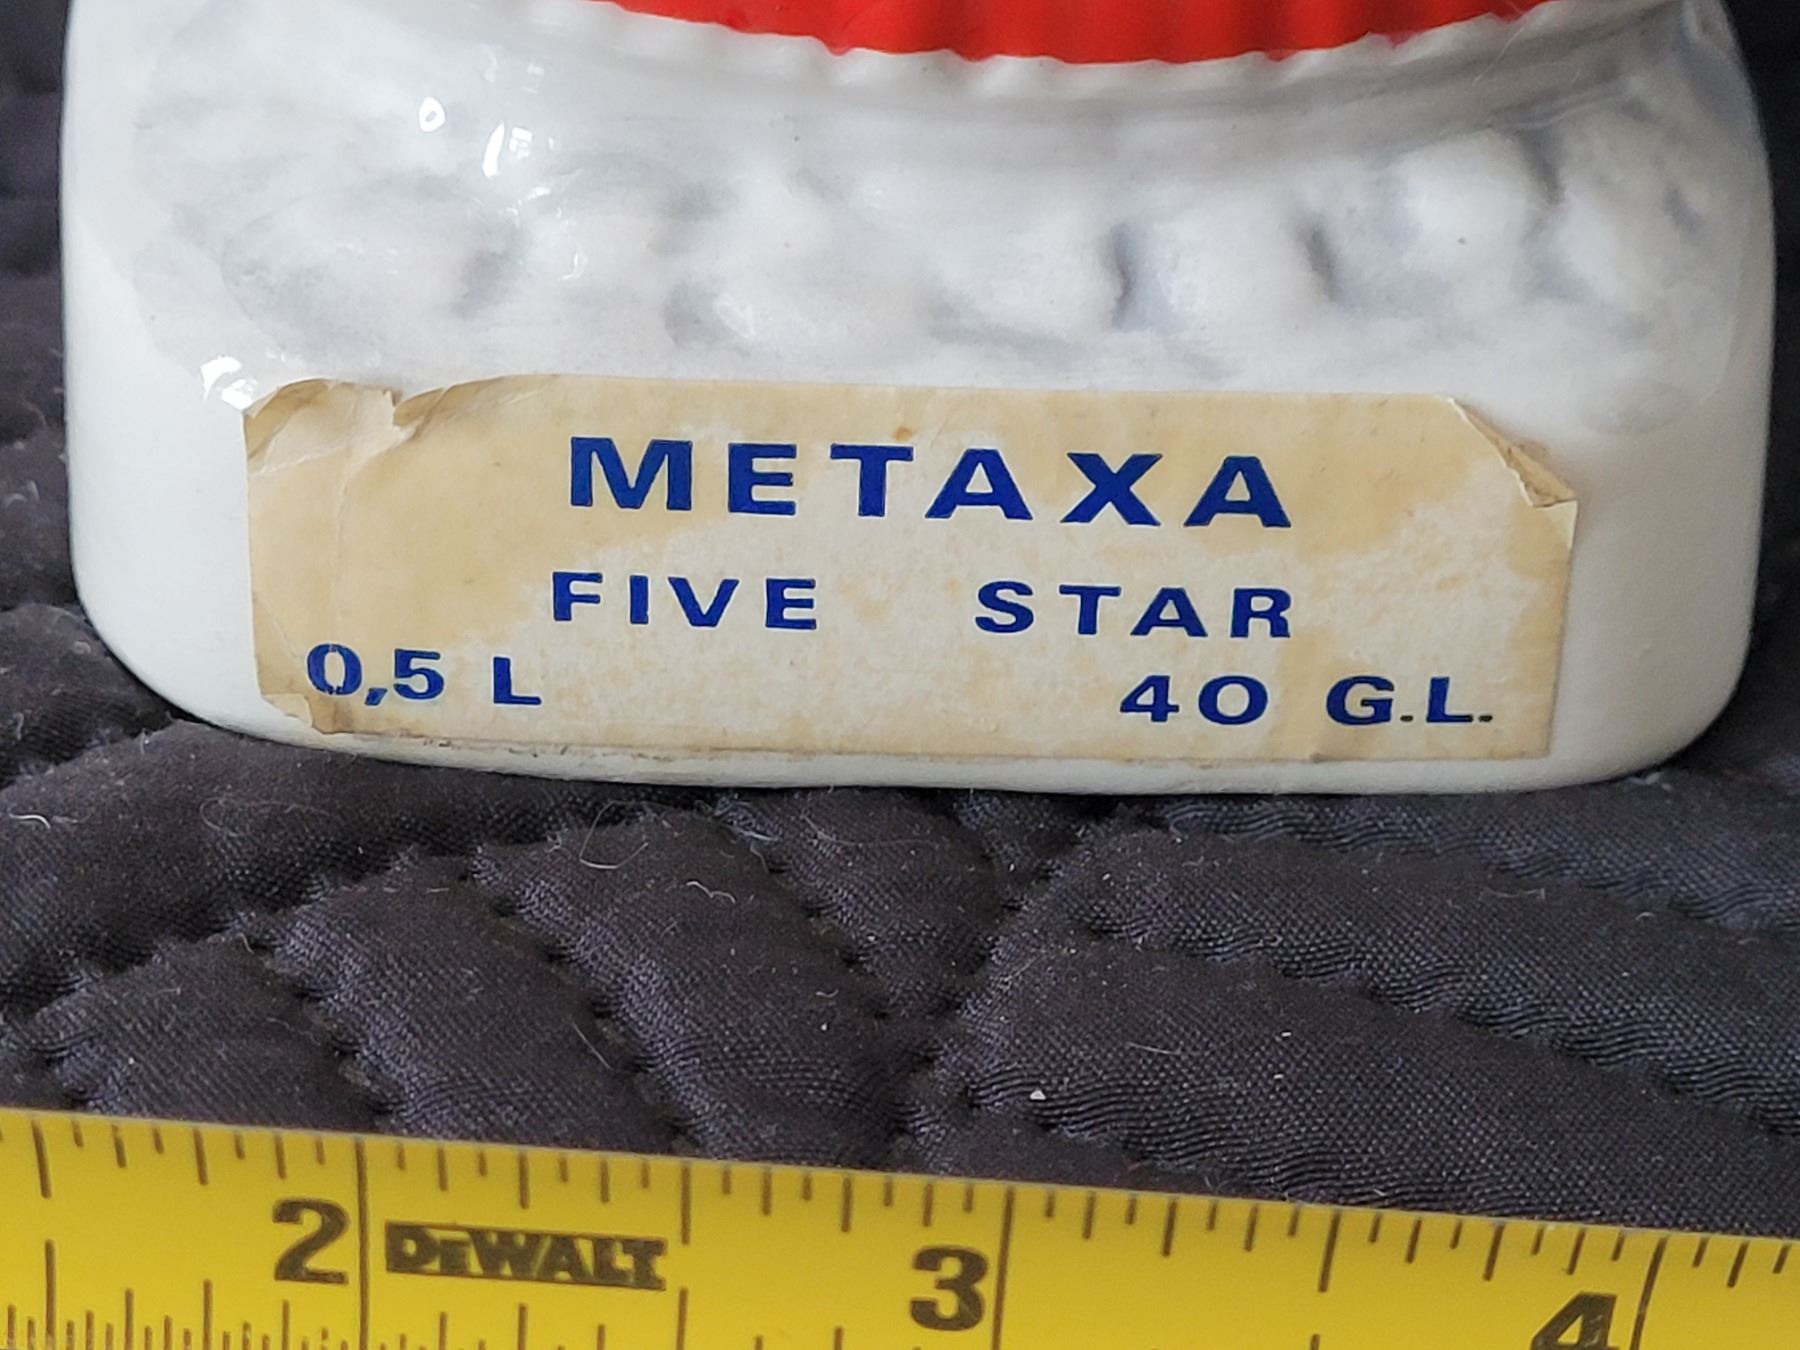 METAXA
FIVE STAR
0,5 L 40 G.L.
2 DEWALT 3 4